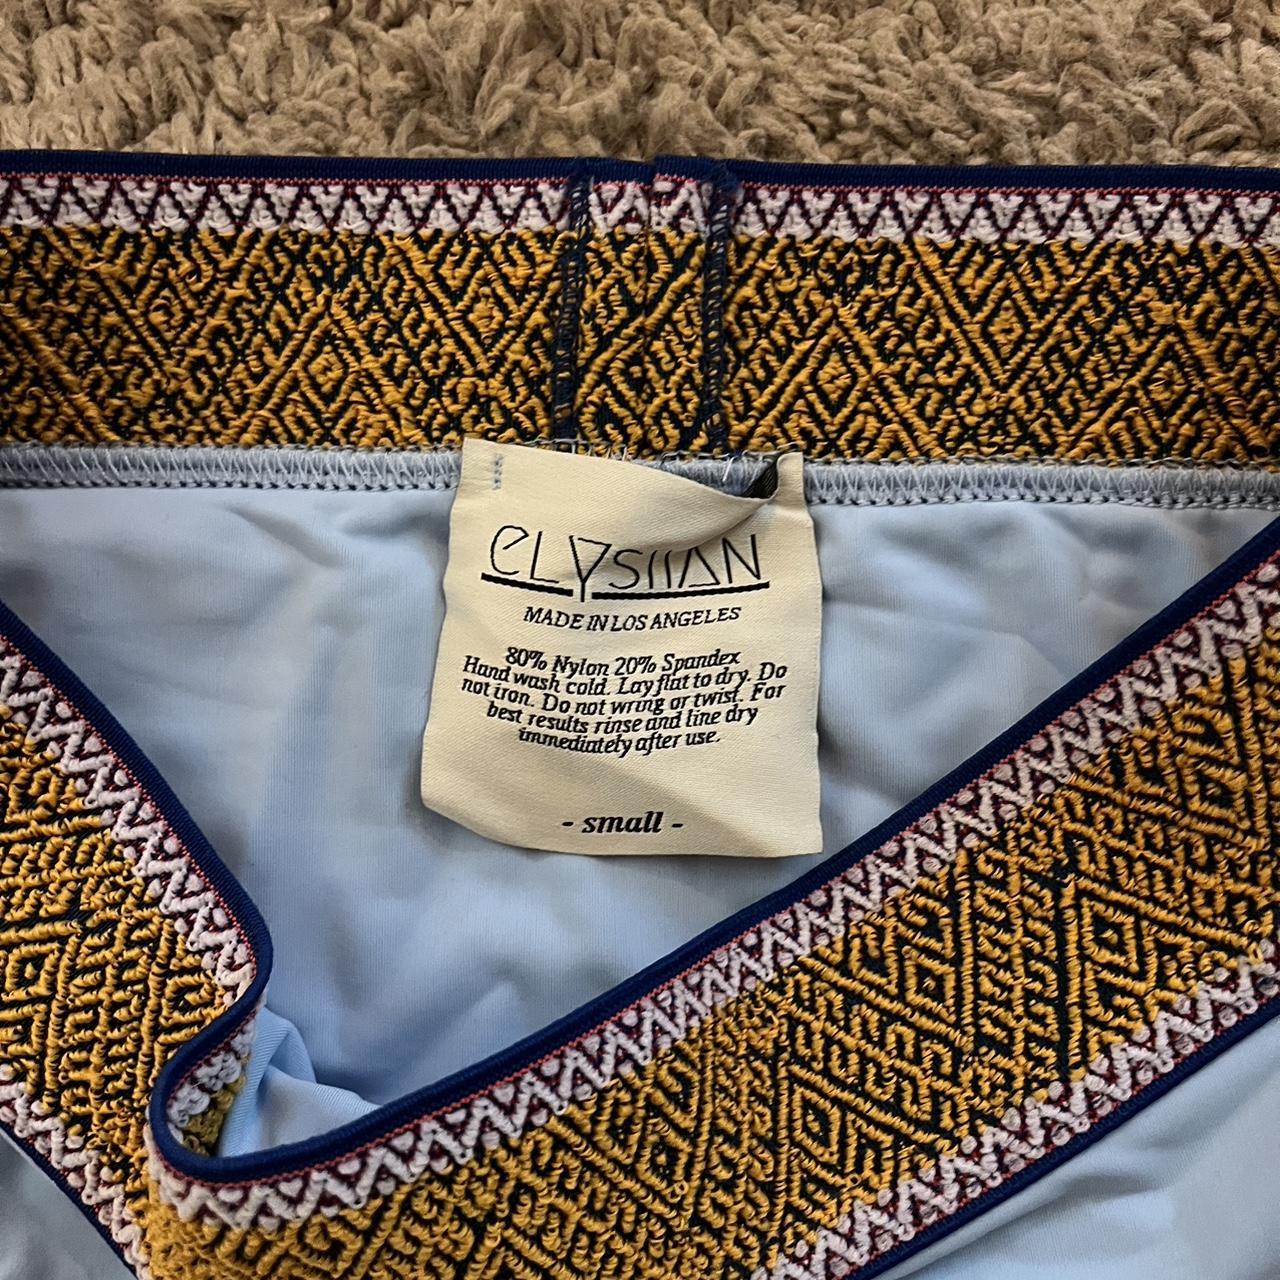 eLYSIIAN
MADE IN LOS ANGELES
80% Nylon 20% Spandex
Hand wash cold. Lay flat to dry. Do
not iron. Do not wring or twist. For
best results rinse and line dry
immediately after use.
- small -